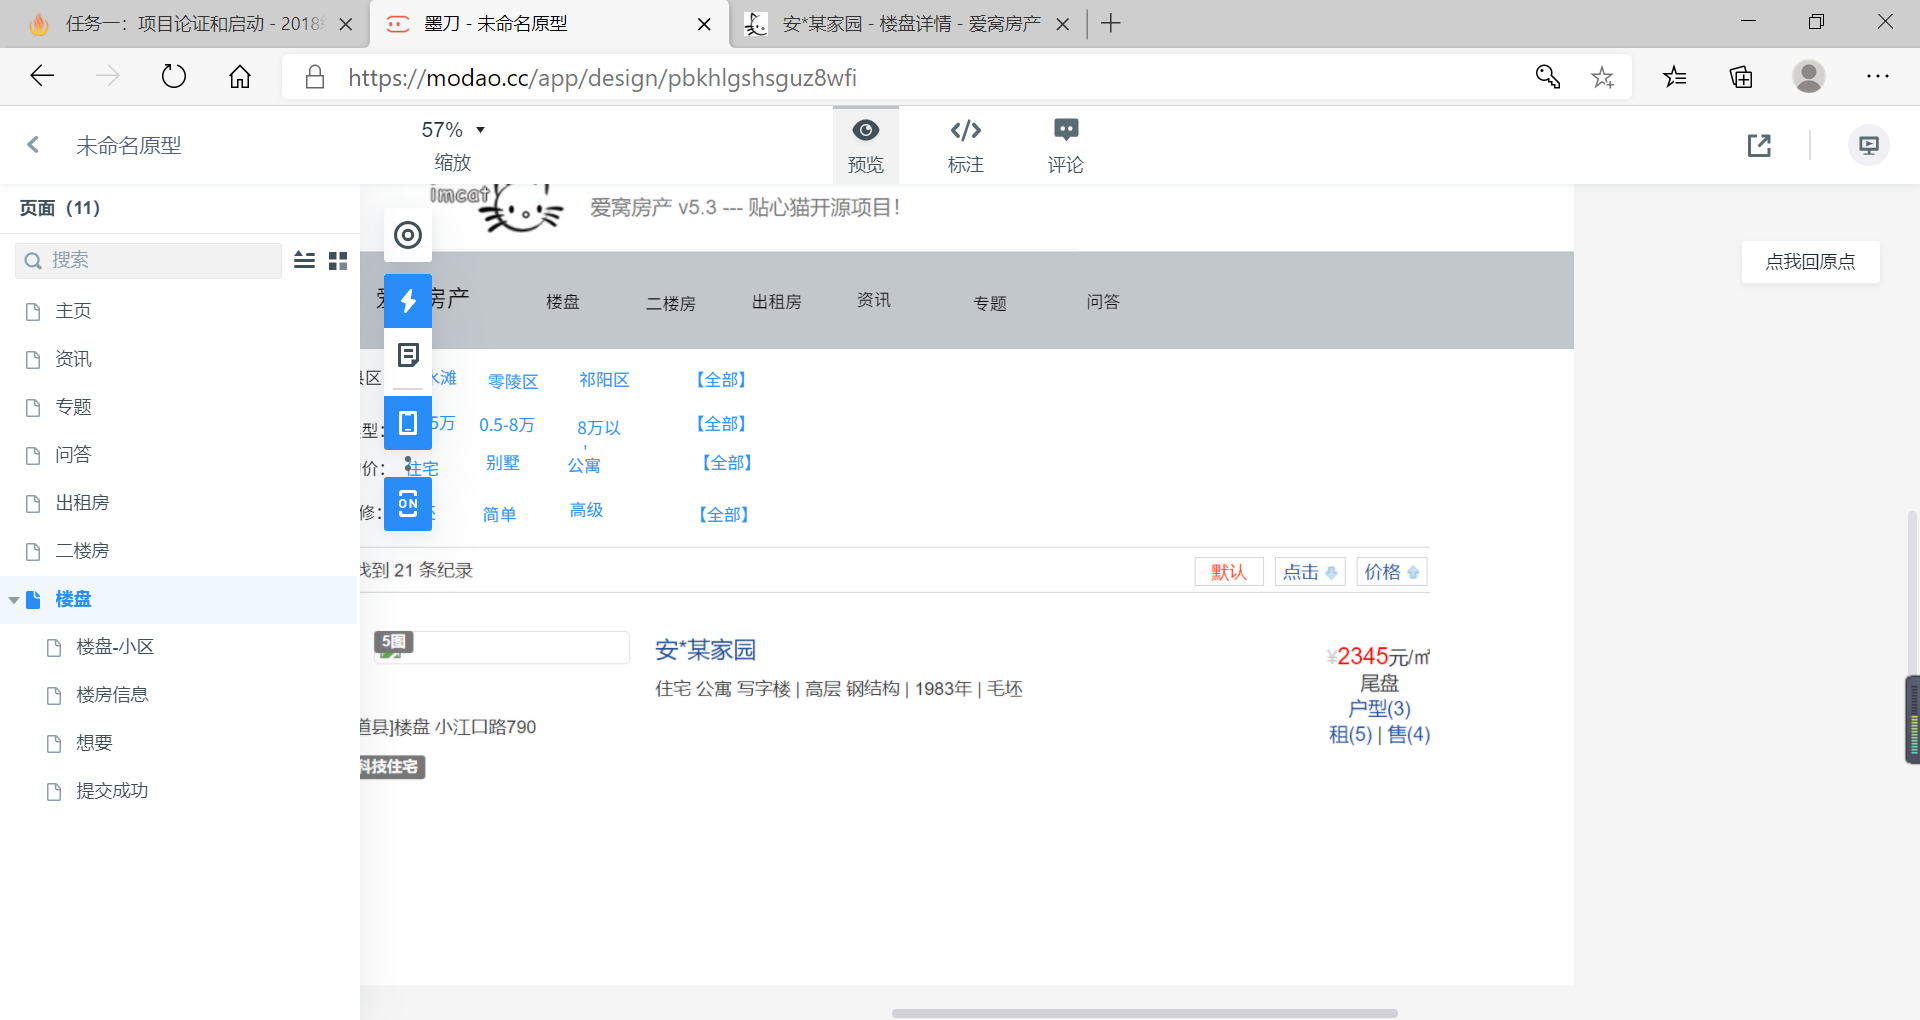 任务一：项目论证和启动 - 2018
墨刀 - 未命名原型
安*某家园 - 楼盘详情 - 爱窝房产
https://modao.cc/app/design/pbkhlgshsguz8wfi
未命名原型
57%
缩放
预览
标注
评论
页面 (11)
搜索
主页
资讯
专题
问答
出租房
二楼房
楼盘
楼盘-小区
楼房信息
想要
提交成功
imcat
爱窝房产 v5.3 --- 贴心猫开源项目!
点我回原点
房产
楼盘
二楼房
出租房
资讯
专题
问答
区
滩
零陵区
祁阳区
【全部】
型:
5万
0.5-8万
8万以
【全部】
价:
住宅
别墅
公寓
【全部】
修:
ON
简单
高级
【全部】
到 21 条纪录
默认
点击
价格
5图
安*某家园
住宅 公寓 写字楼 | 高层 钢结构 | 1983年 | 毛坯
道县]楼盘 小江口路790
科技住宅
¥2345元/㎡
尾盘
户型(3)
租(5) | 售(4)